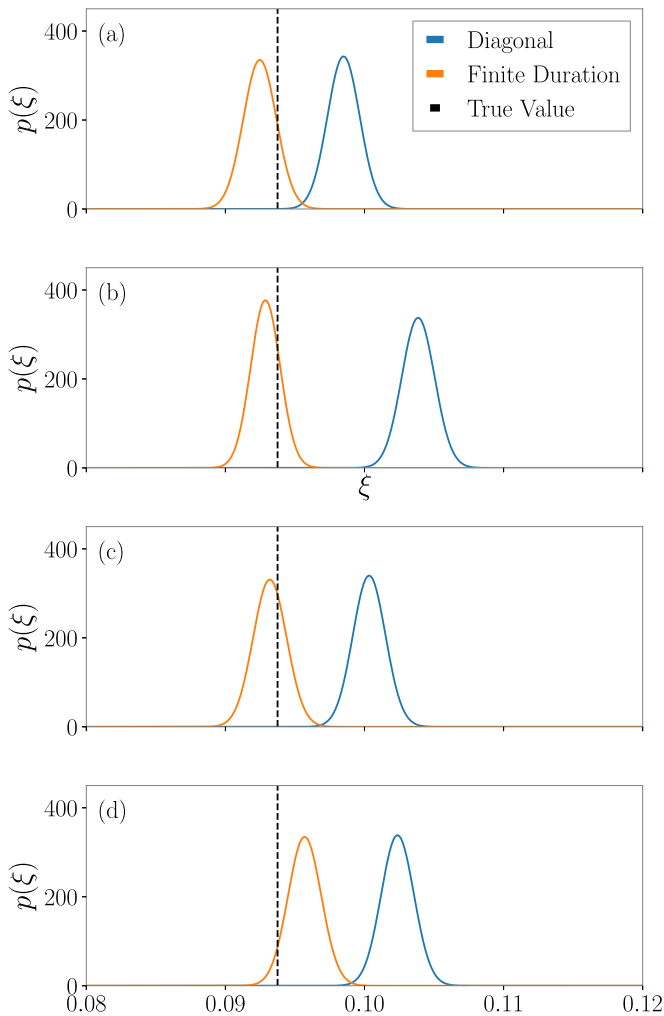 (a)
Diagonal
Finite Duration
True Value
400
200
0
p(ξ)
(b)
400
200
0
p(ξ)
ξ
(c)
400
200
0
p(ξ)
(d)
400
200
0
p(ξ)
0.08 0.09 0.10 0.11 0.12